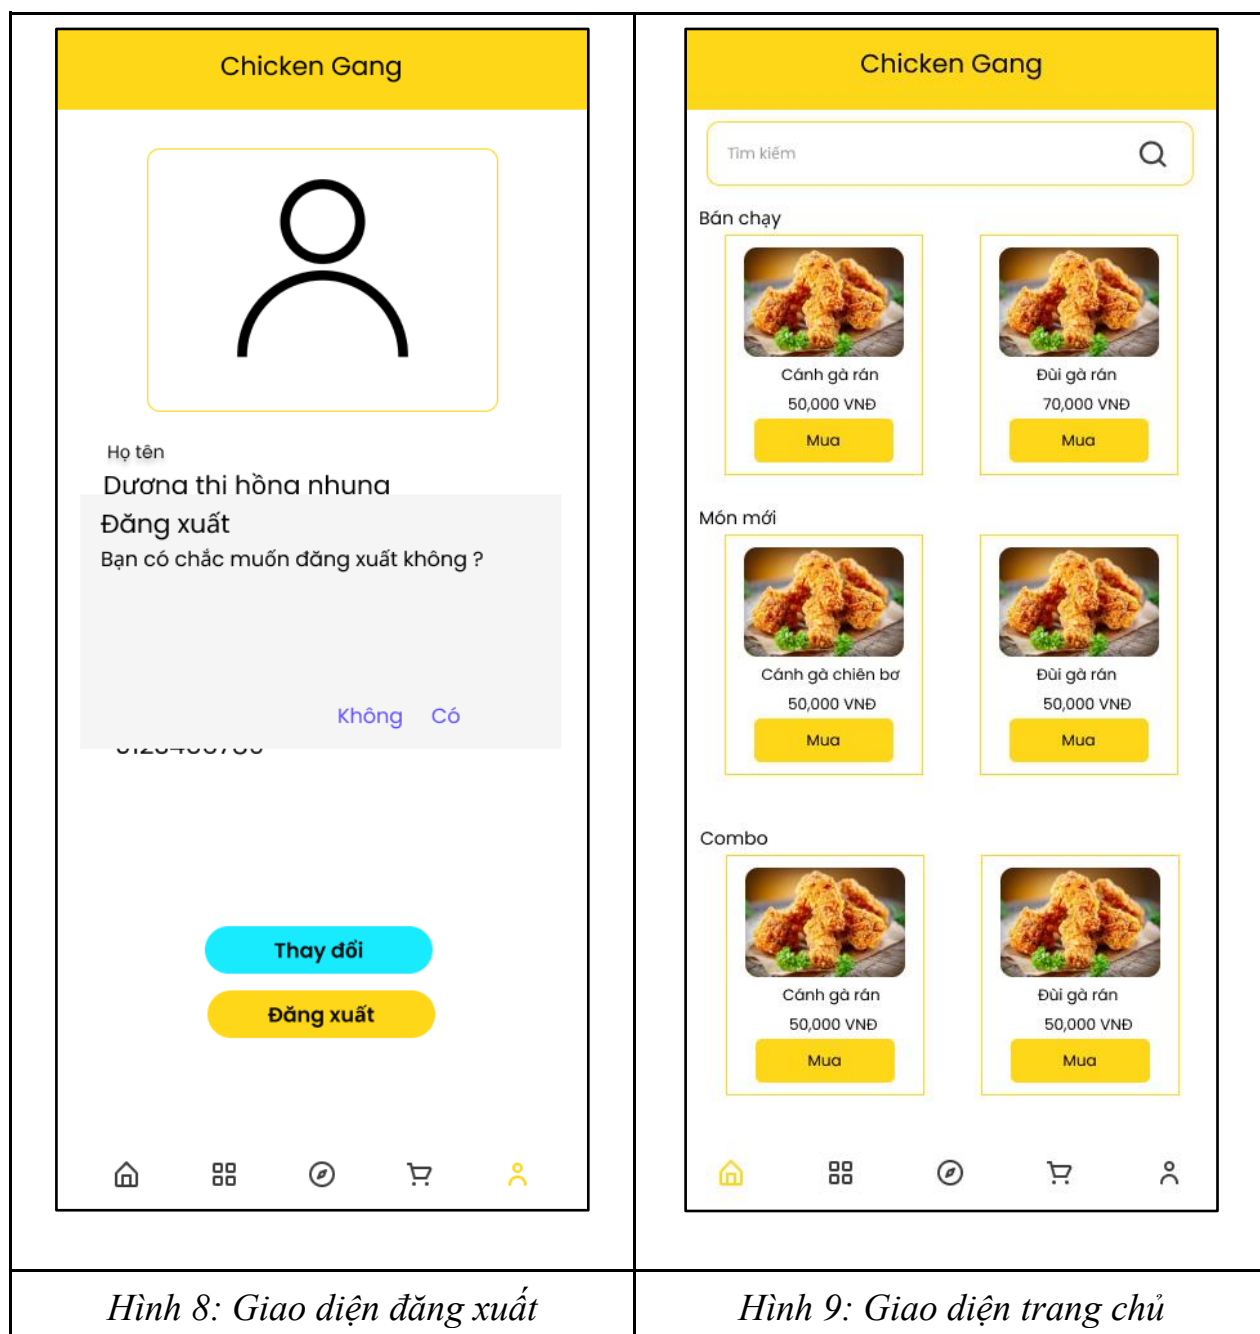 Chicken Gang
Họ tên
Dương thi hồng nhung
Đăng xuất
Bạn có chắc muốn đăng xuất không ?
Không Có
Thay đổi
Đăng xuất
Hình 8: Giao diện đăng xuất
Chicken Gang
Tìm kiếm
Bán chạy
Cánh gà rán Đùi gà rán
50,000 VNĐ 70,000 VNĐ
Mua Mua
Món mới
Cánh gà chiên bơ Đùi gà rán
50,000 VNĐ 50,000 VNĐ
Mua Mua
Combo
Cánh gà rán Đùi gà rán
50,000 VNĐ 50,000 VNĐ
Mua Mua
Hình 9: Giao diện trang chủ